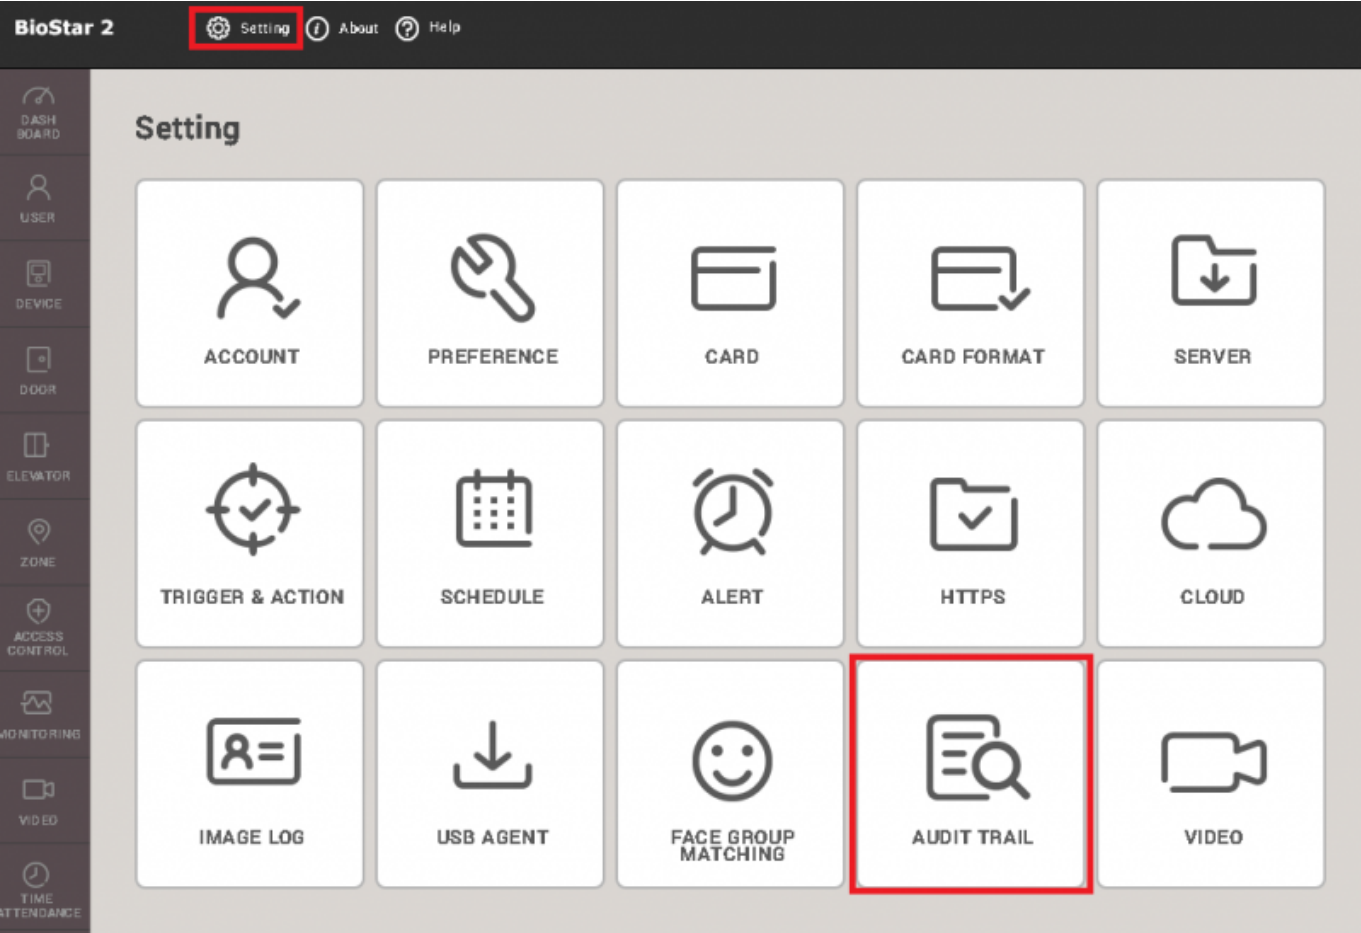 BioStar 2
Setting
About
Help
DASH
BOARD
USER
DEVICE
DOOR
ELEVATOR
ZONE
ACCESS
CONTROL
MONITORING
VIDEO
TIME
ATTENDANCE
Setting
ACCOUNT
PREFERENCE
CARD
CARD FORMAT
SERVER
TRIGGER & ACTION
SCHEDULE
ALERT
HTTPS
CLOUD
IMAGE LOG
USB AGENT
FACE GROUP
MATCHING
AUDIT TRAIL
VIDEO